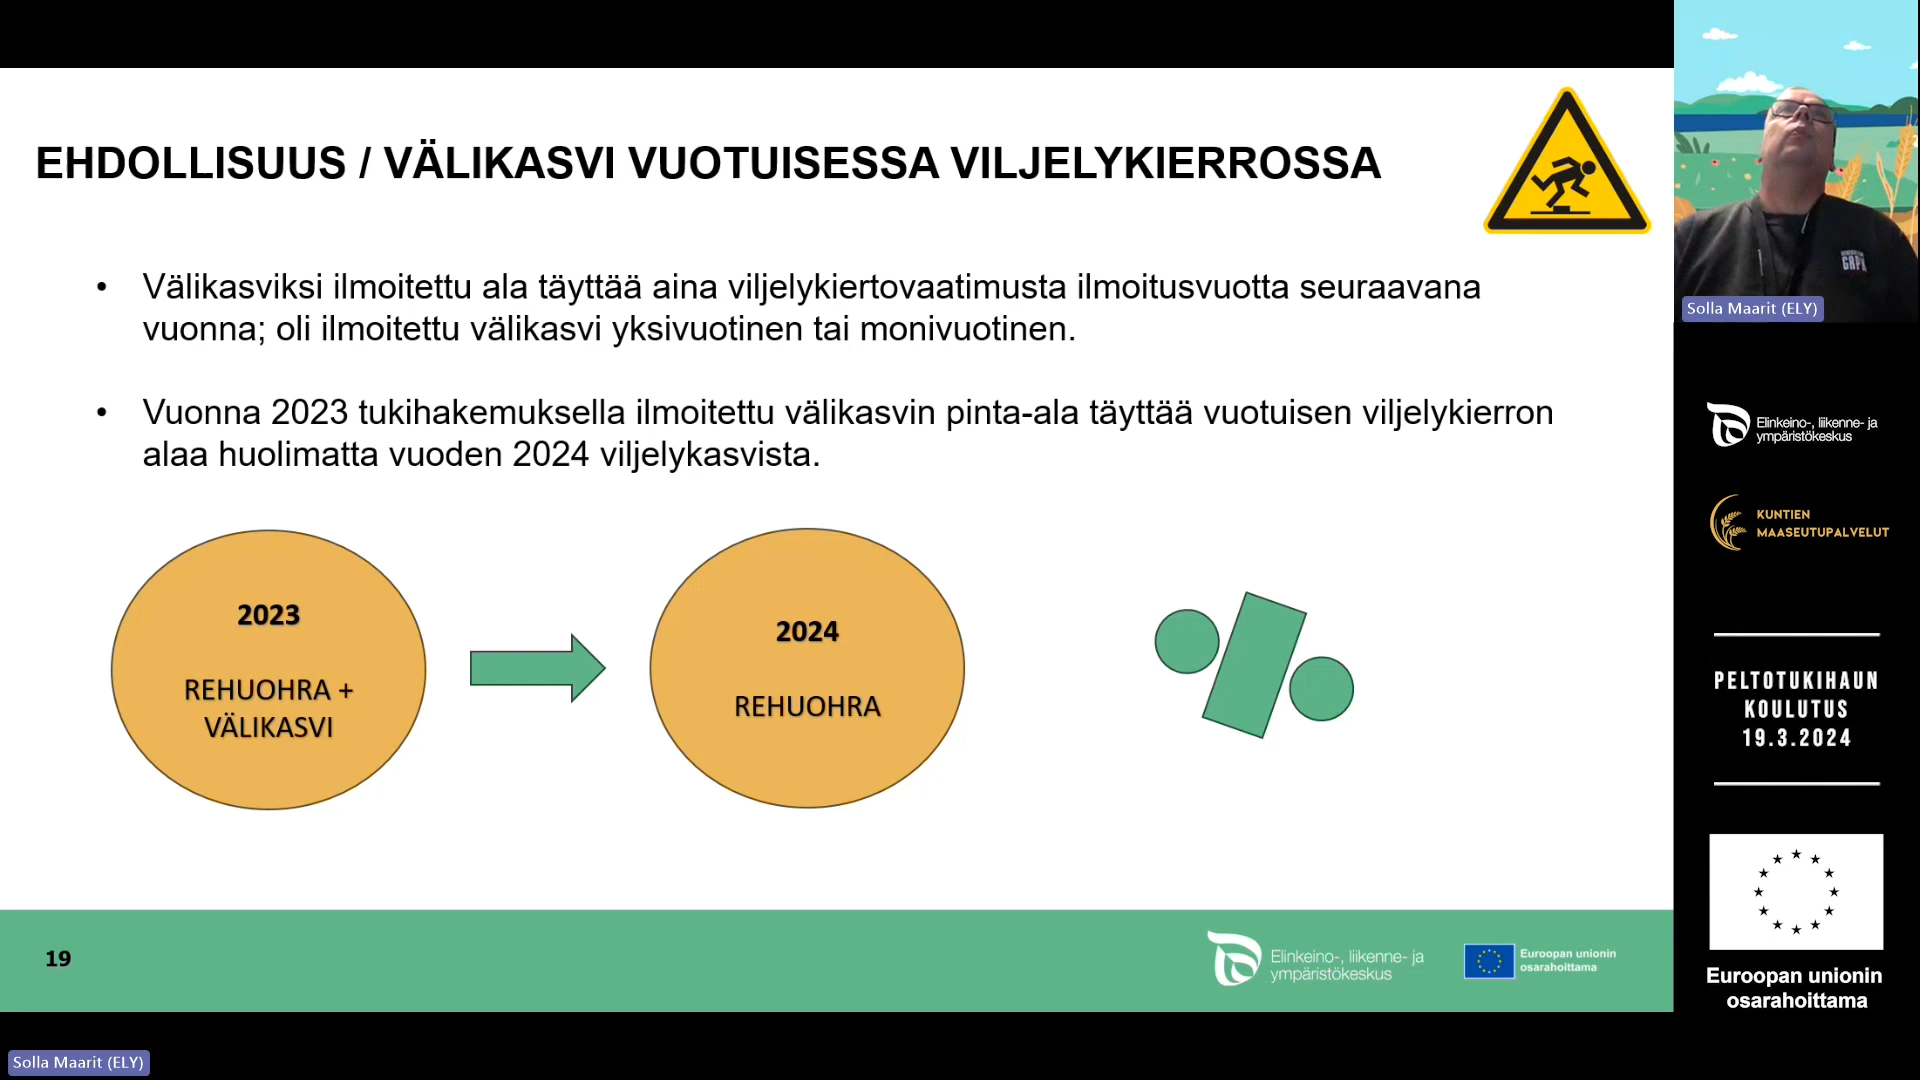 EHDOLLISUUS / VÄLIKASVI VUOTUISESSA VILJELYKIERROSSA
• Välikasviksi ilmoitettu ala täyttää aina viljelykiertovaatimusta ilmoitusvuotta seuraavana
vuonna; oli ilmoitettu välikasvi yksivuotinen tai monivuotinen.
• Vuonna 2023 tukihakemuksella ilmoitettu välikasvin pinta-ala täyttää vuotuisen viljelykierron
alaa huolimatta vuoden 2024 viljelykasvista.
2023
REHUOHRA +
VÄLIKASVI
2024
REHUOHRA
19
Elinkeino-, liikenne- ja
ympäristökeskus
Euroopan unionin
osarahoittama
Solla Maarit (ELY)
Solla Maarit (ELY)
Elinkeino-, liikenne- ja
ympäristökeskus
KUNTIEN
MAASEUTUPALVELUT
PELTOTUKIHAUN
KOULUTUS
19.3.2024
Euroopan unionin
osarahoittama